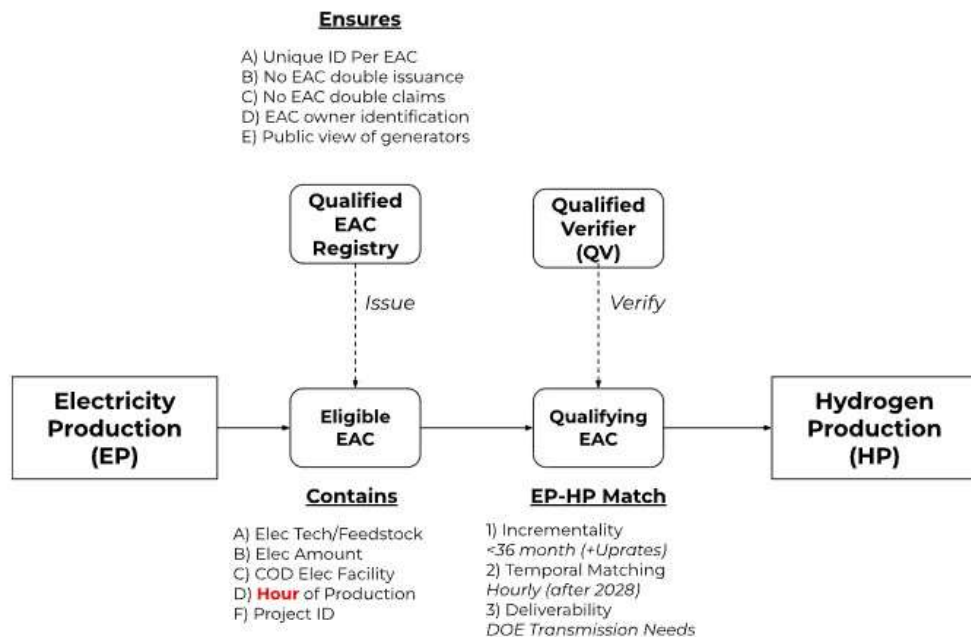 Ensures
A) Unique ID Per EAC
B) No EAC double issuance
C) No EAC double claims
D) EAC owner identification
E) Public view of generators
Qualified
EAC
Registry
Qualified
Verifier
(QV)
Issue
Verify
Electricity
Production
(EP)
Eligible
EAC
Qualifying
EAC
Hydrogen
Production
(HP)
Contains
A) Elec Tech/Feedstock
B) Elec Amount
C) COD Elec Facility
D) Hour of Production
F) Project ID
EP-HP Match
1) Incrementality
<36 month (+Uprates)
2) Temporal Matching
Hourly (after 2028)
3) Deliverability
DOE Transmission Needs